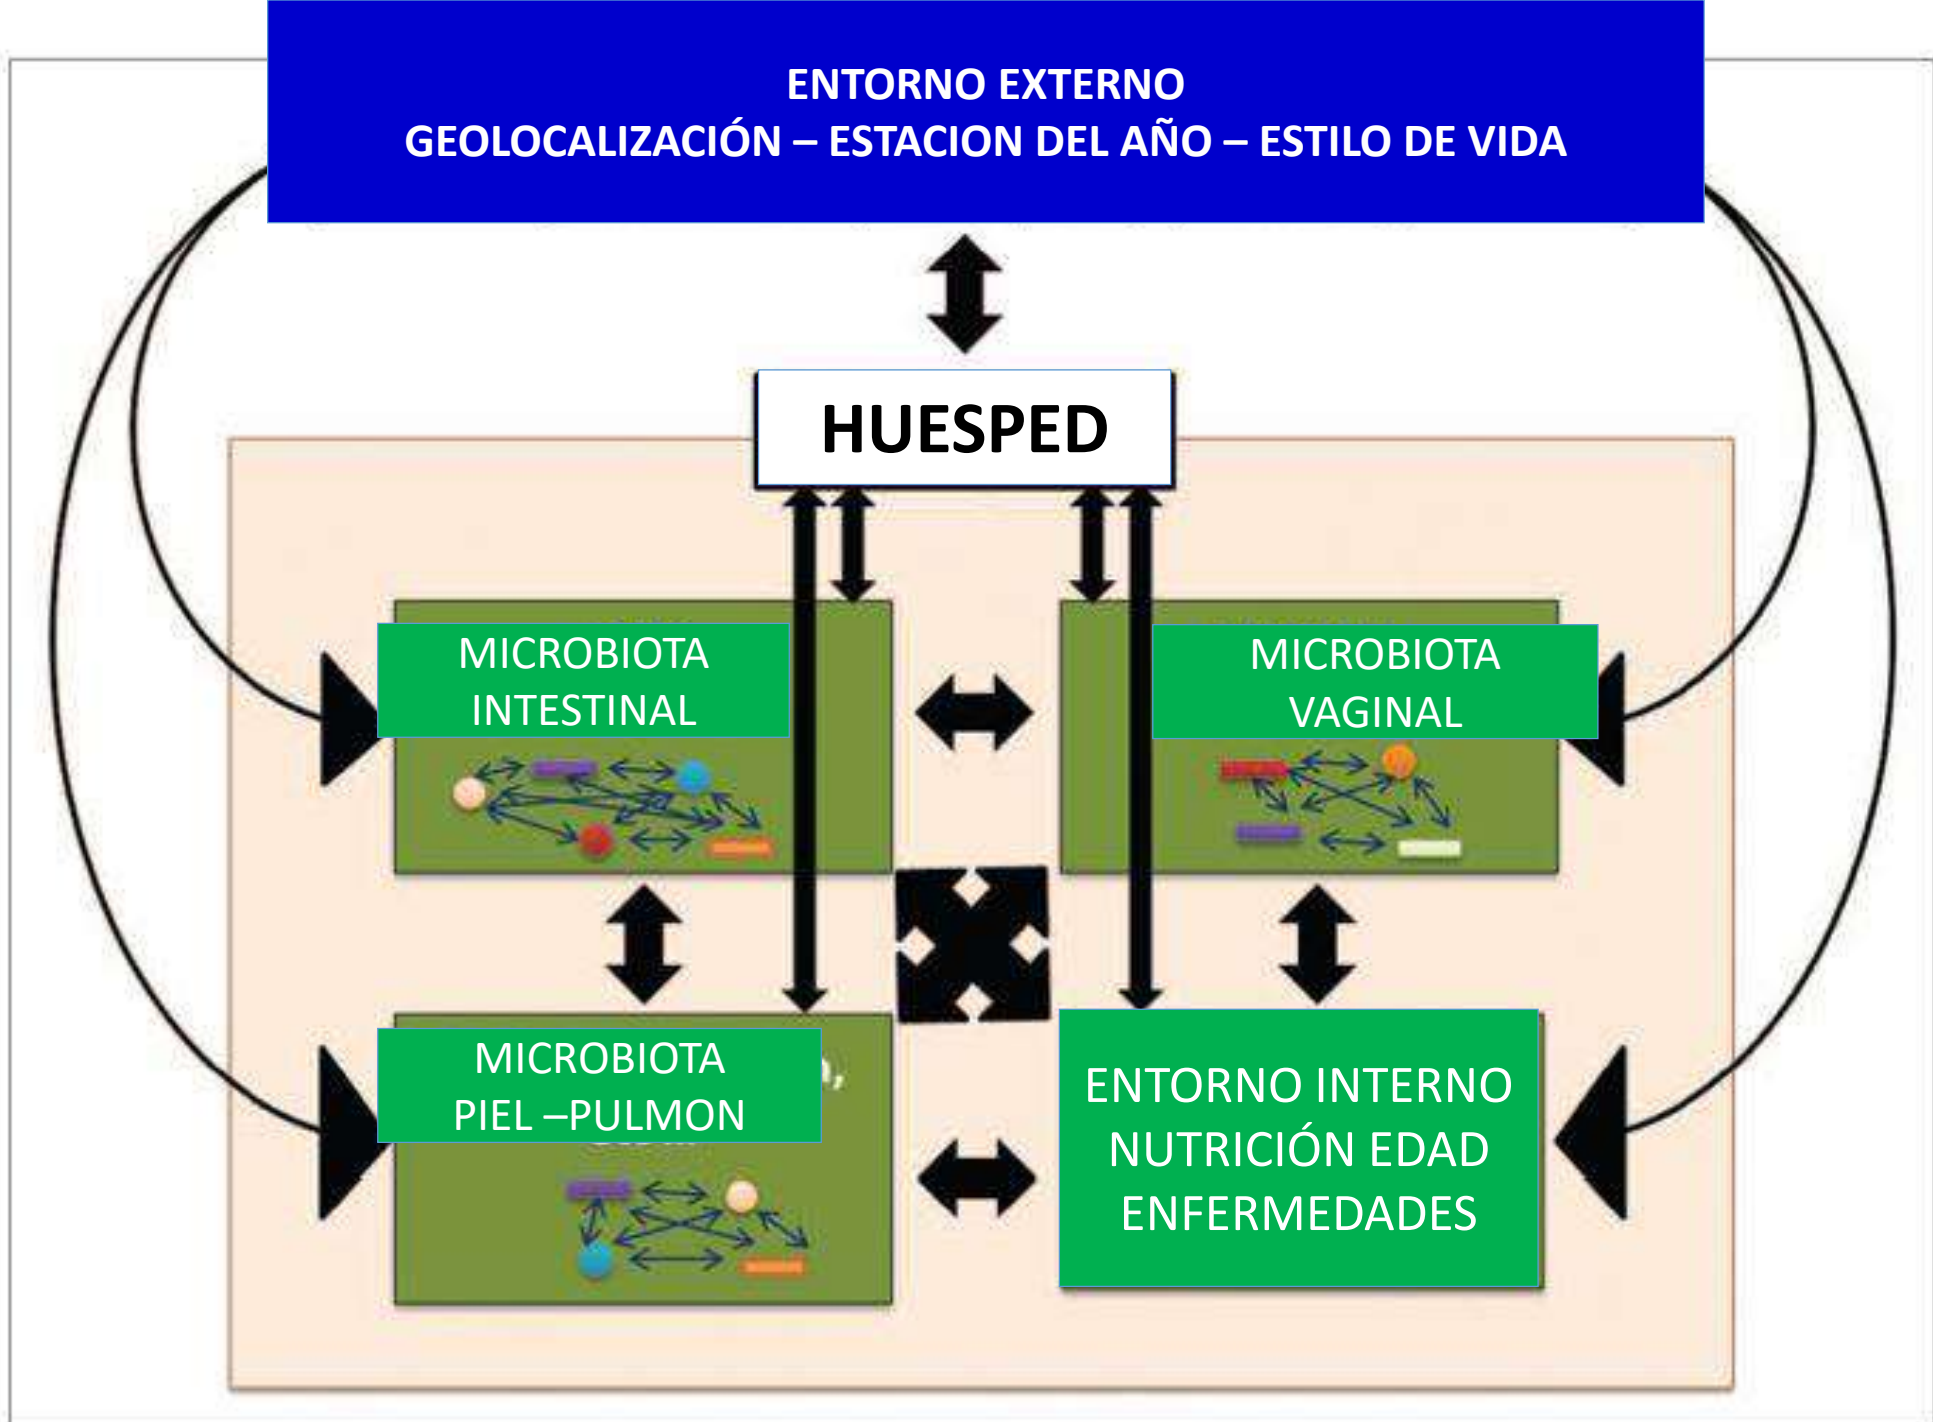 ENTORNO EXTERNO
GEOLOCALIZACIÓN – ESTACION DEL AÑO – ESTILO DE VIDA
HUESPED
MICROBIOTA
INTESTINAL
MICROBIOTA
VAGINAL
MICROBIOTA
PIEL –PULMON
ENTORNO INTERNO
NUTRICIÓN EDAD
ENFERMEDADES